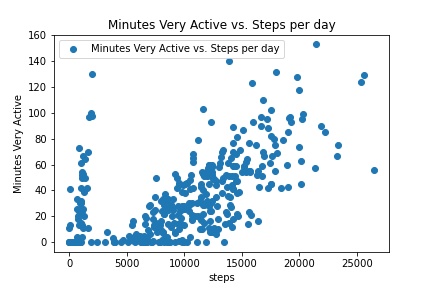 Minutes Very Active vs. Steps per day
Minutes Very Active vs. Steps per day
160
140
120
100
80
60
40
20
0
Minutes Very Active
0 5000 10000 15000 20000 25000
steps